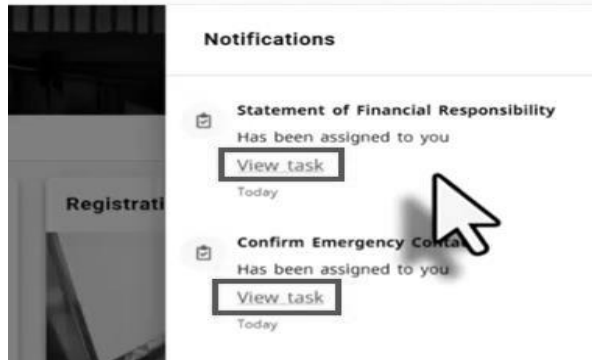 Notifications
Statement of Financial Responsibility
Has been assigned to you
View task
Today
Registrati
Confirm Emergency Conta
Has been assigned to you
View task
Today